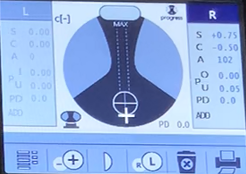 L
c[-]
progress
R
MAX
S 0.00
C 0.00
A 0
I
P 0.00
U 0.00
PD 0.0
ADD
S +0.75
C -0.50
A 102
O
P 0.00
U 0.05
PD 0.0
ADD
PD 0.0
R L